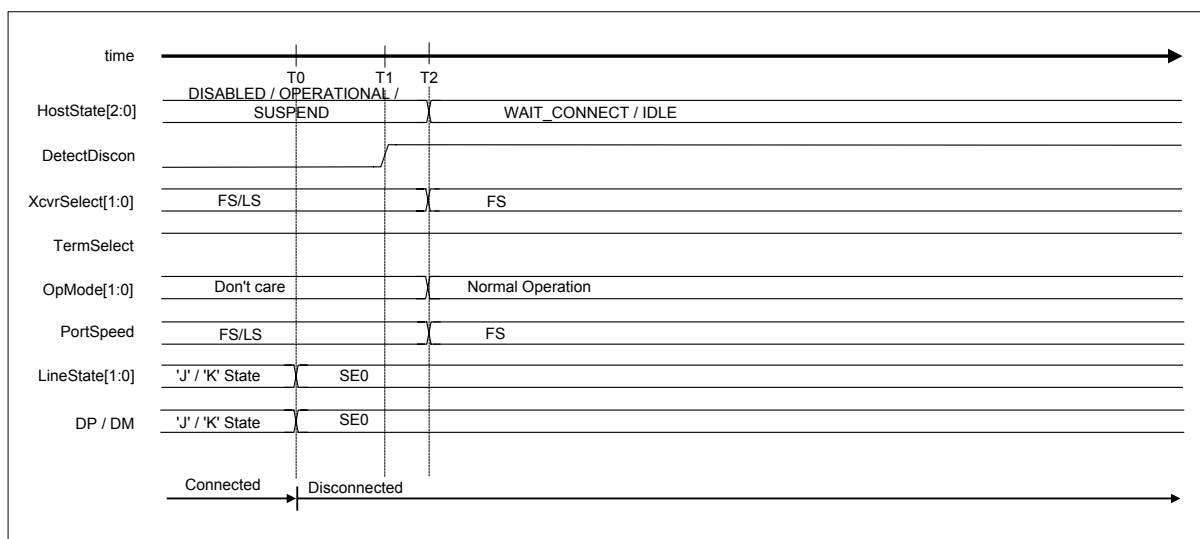 time
T0 T1 T2
DISABLED / OPERATIONAL /
HostState[2:0] SUSPEND WAIT_CONNECT / IDLE
DetectDiscon
XcvrSelect[1:0] FS/LS FS
TermSelect
OpMode[1:0] Don't care Normal Operation
PortSpeed FS/LS FS
LineState[1:0] 'J' / 'K' State SE0
DP / DM 'J' / 'K' State SE0
Connected Disconnected